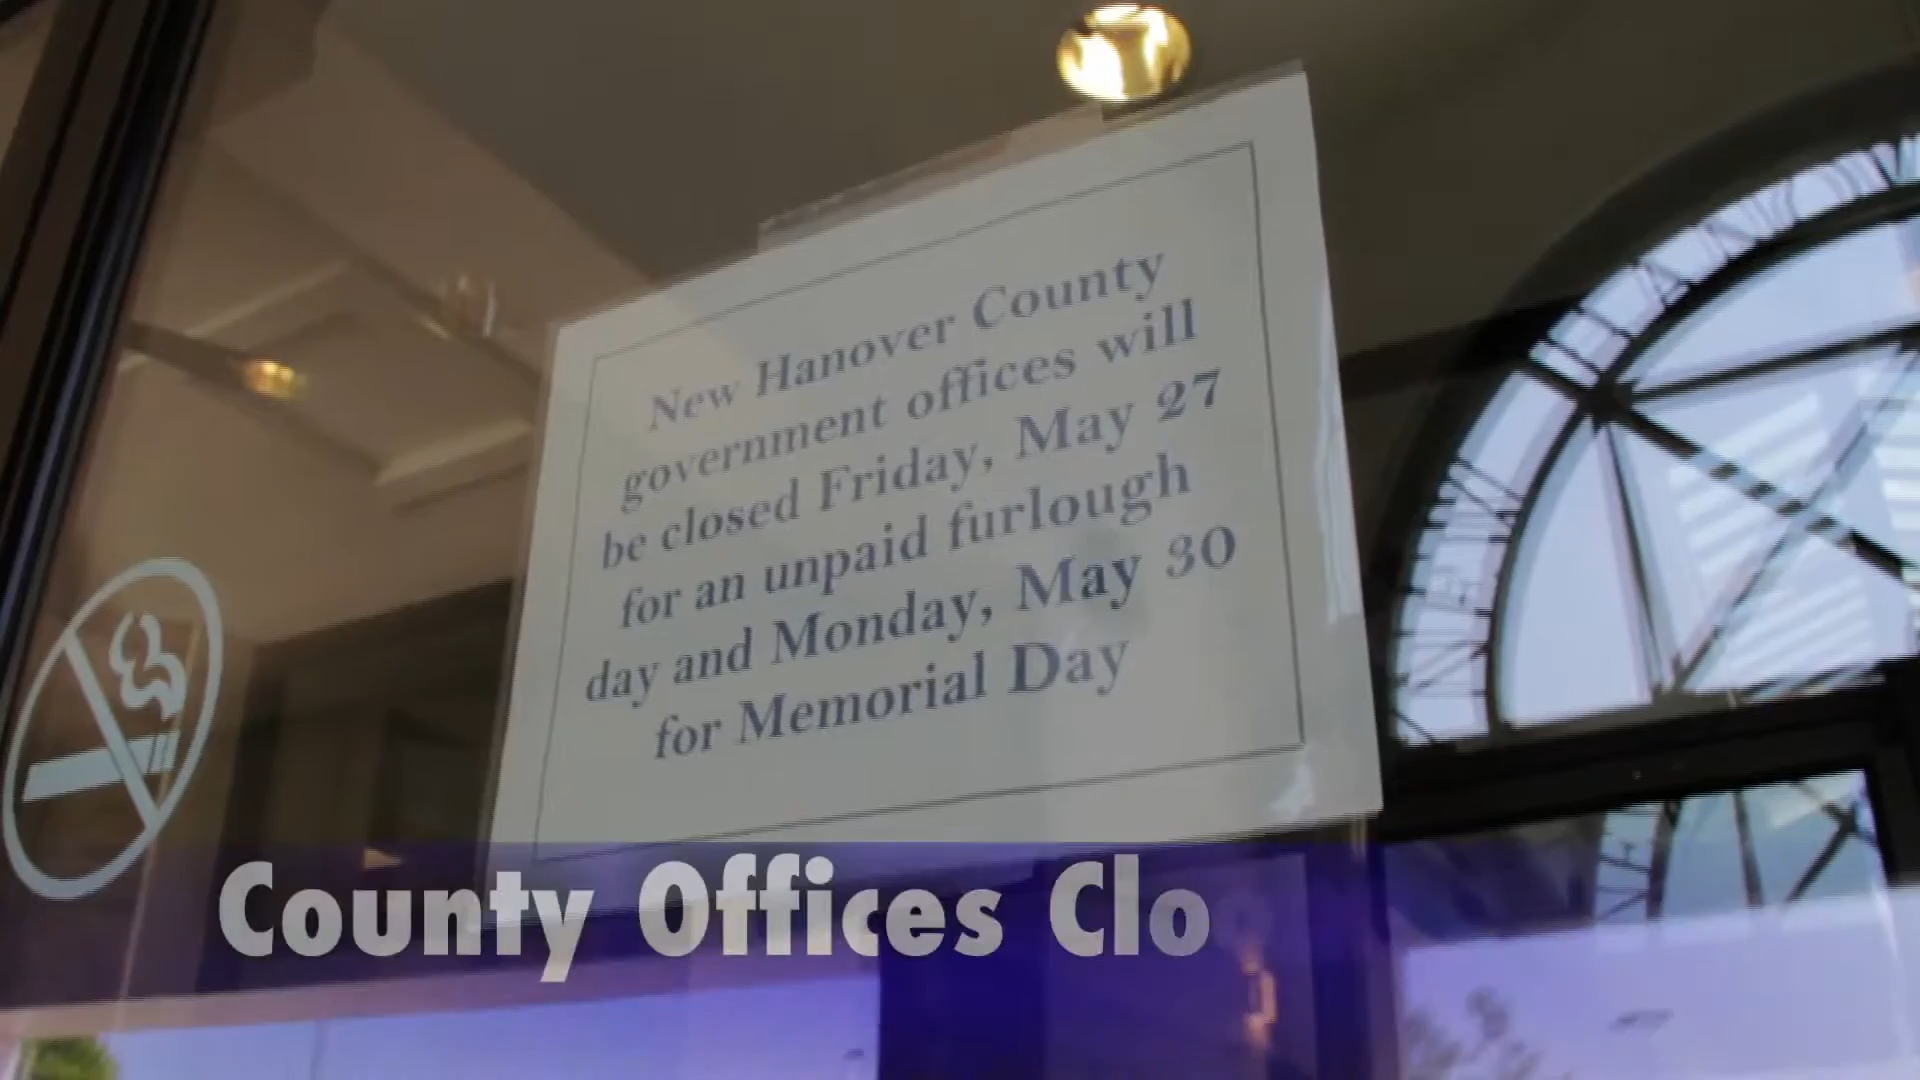 New Hanover County
government offices will
be closed Friday, May 27
for an unpaid furlough
day and Monday, May 30
for Memorial Day
County Offices Clo